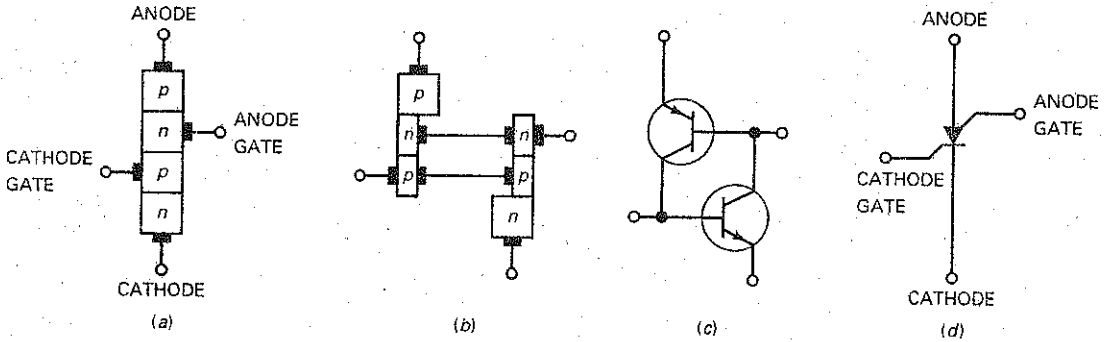 ANODE
p
n
ANODE
GATE
CATHODE
GATE
p
n
CATHODE
(a)
p
n
n
p
p
n
(b)
(c)
ANODE
ANODE
GATE
CATHODE
GATE
CATHODE
(d)